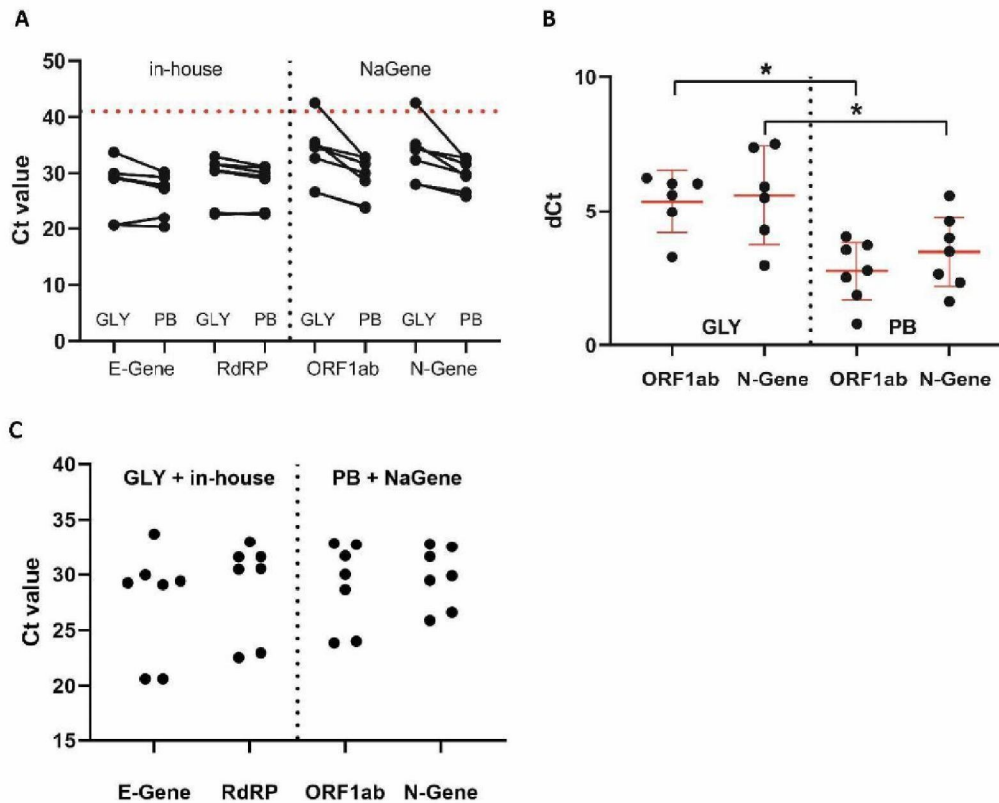 A
50
40
30
20
10
0
Ct value
in-house
NaGene
GLY PB GLY PB GLY PB GLY PB
E-Gene RdRP ORF1ab N-Gene
B
10
5
0
dCt
*
*
GLY PB
ORF1ab N-Gene ORF1ab N-Gene
C
40
35
30
25
20
15
Ct value
GLY + in-house PB + NaGene
E-Gene RdRP ORF1ab N-Gene